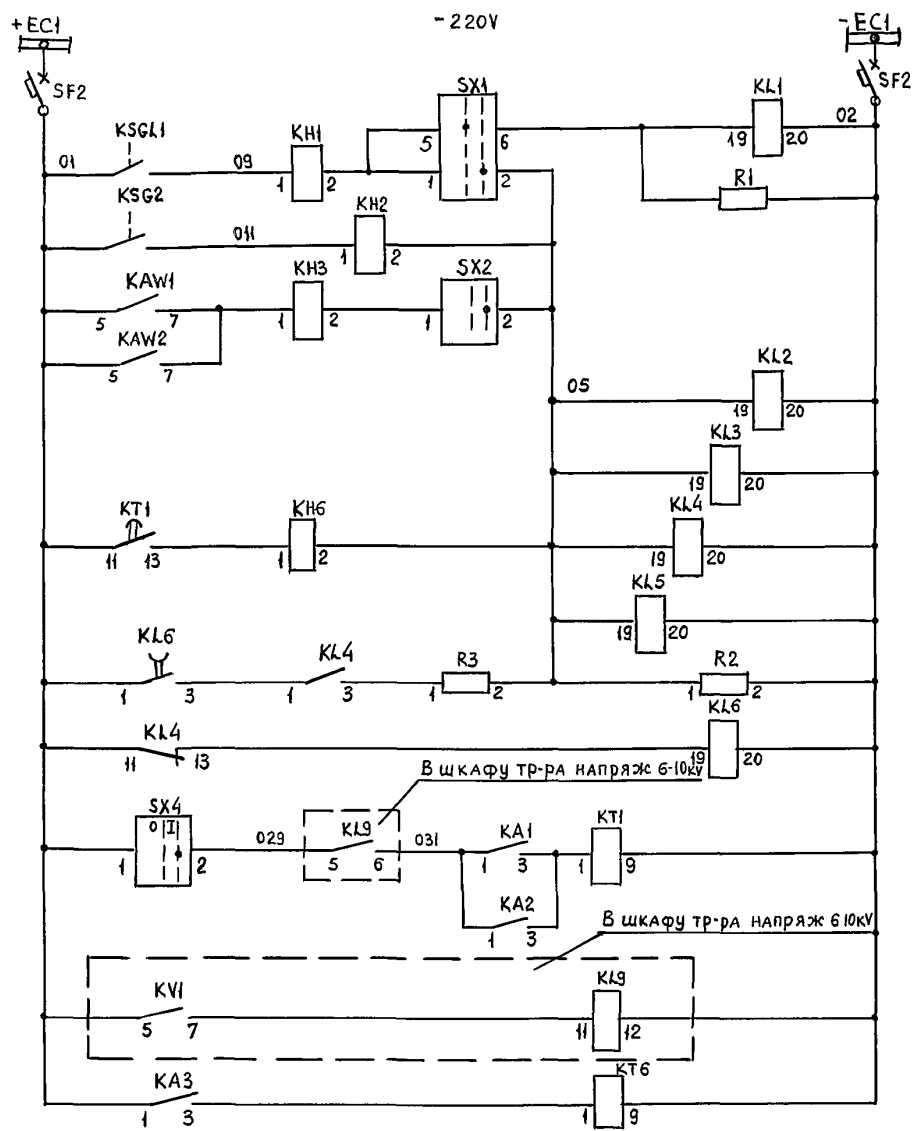 +EC1 -220V -EC1
SF2 SF2
SX1 KL1
KSGL1 KH1 5 6 19 20 02
01 09 1 2 1 2 R1
KSG2 KH2
011 1 2
KAW1 KH3 SX2
5 7 1 2 1 2
KAW2
5 7
05 KL2
19 20
KL3
19 20
KT1 KH6 KL4
11 13 1 2 19 20
KL5
19 20
KL6 KL4 R3 R2
1 3 1 3 1 2 1 2
KL4 KL6
11 13 19 20
В шкафу тр-ра напряж 6-10kV
SX4
0 I
1 2 029 KL9 031 KA1 KT1
5 6 1 3 1 9
KA2
1 3
В шкафу тр-ра напряж 6 10kV
KV1 KL9
5 7 11 12
KA3 KT6
1 3 1 9